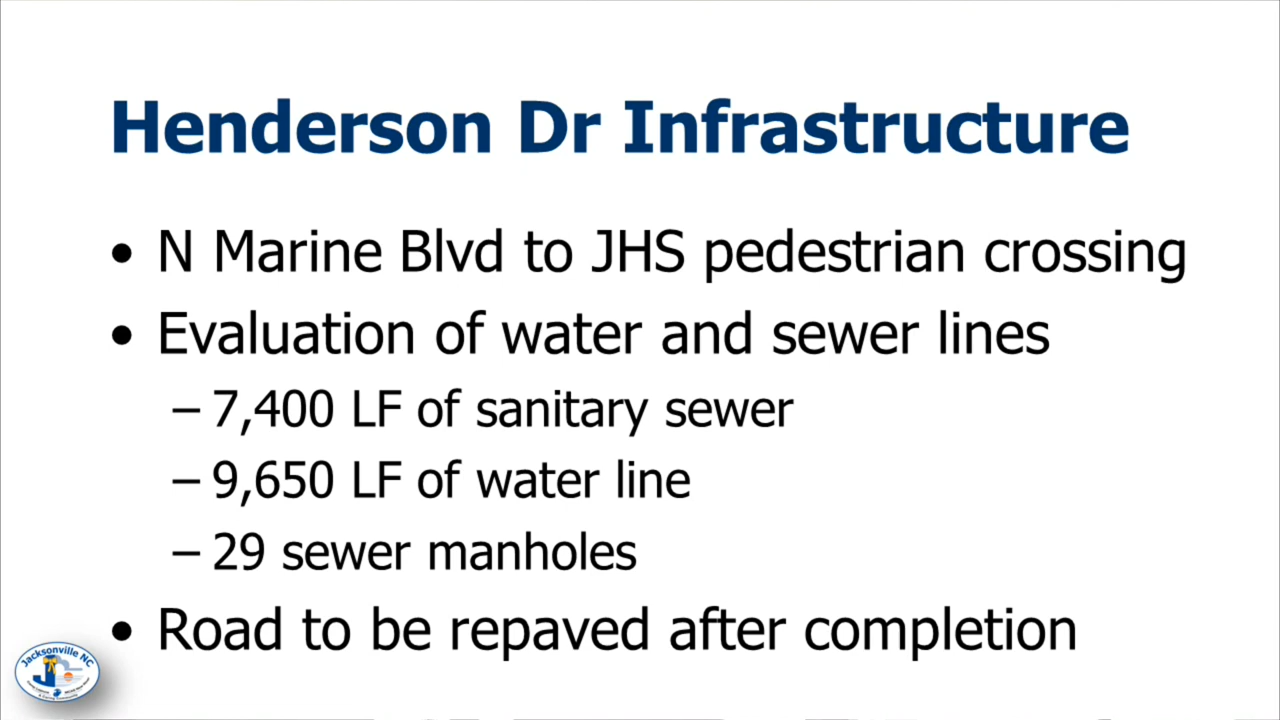 Henderson Dr Infrastructure
• N Marine Blvd to JHS pedestrian crossing
• Evaluation of water and sewer lines
– 7,400 LF of sanitary sewer
– 9,650 LF of water line
– 29 sewer manholes
• Road to be repaved after completion
Jacksonville NC